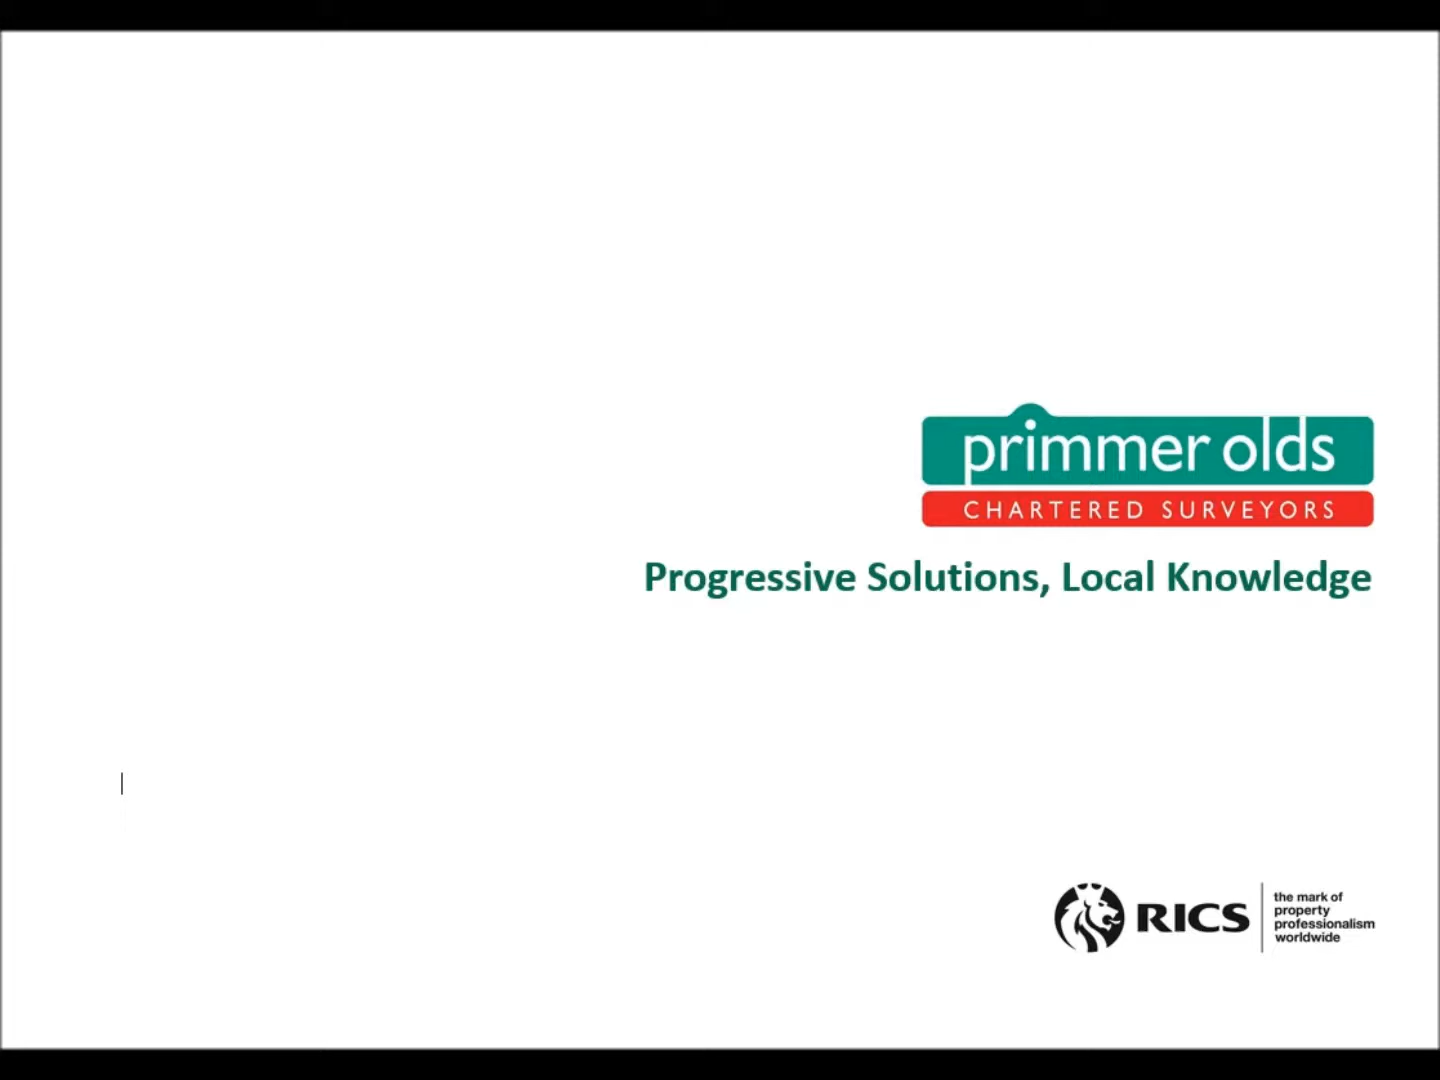 primmer olds
CHARTERED SURVEYORS
Progressive Solutions, Local Knowledge
RICS
the mark of
property
professionalism
worldwide